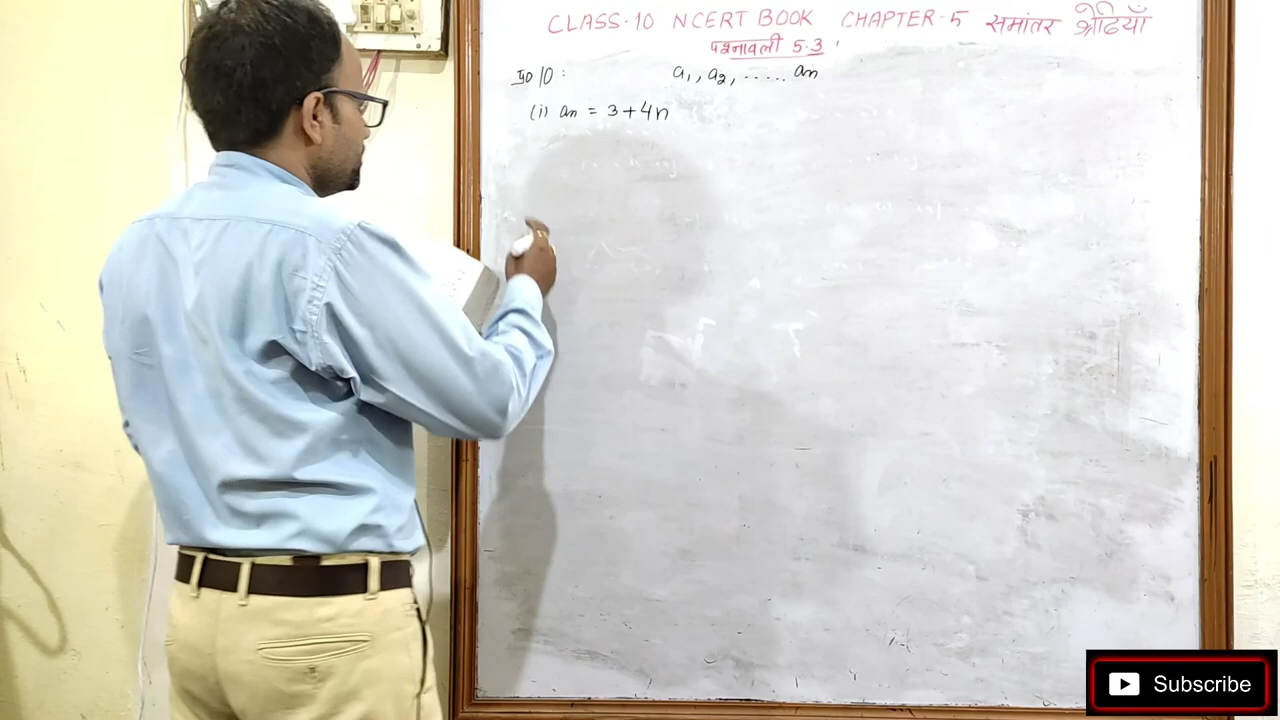 CLASS-10 NCERT BOOK CHAPTER-5 समांतर श्रेढियाँ
प्रश्नावली 5.3
प्र० 10: a₁, a₂, ..... an
(i) an = 3+4n
Subscribe